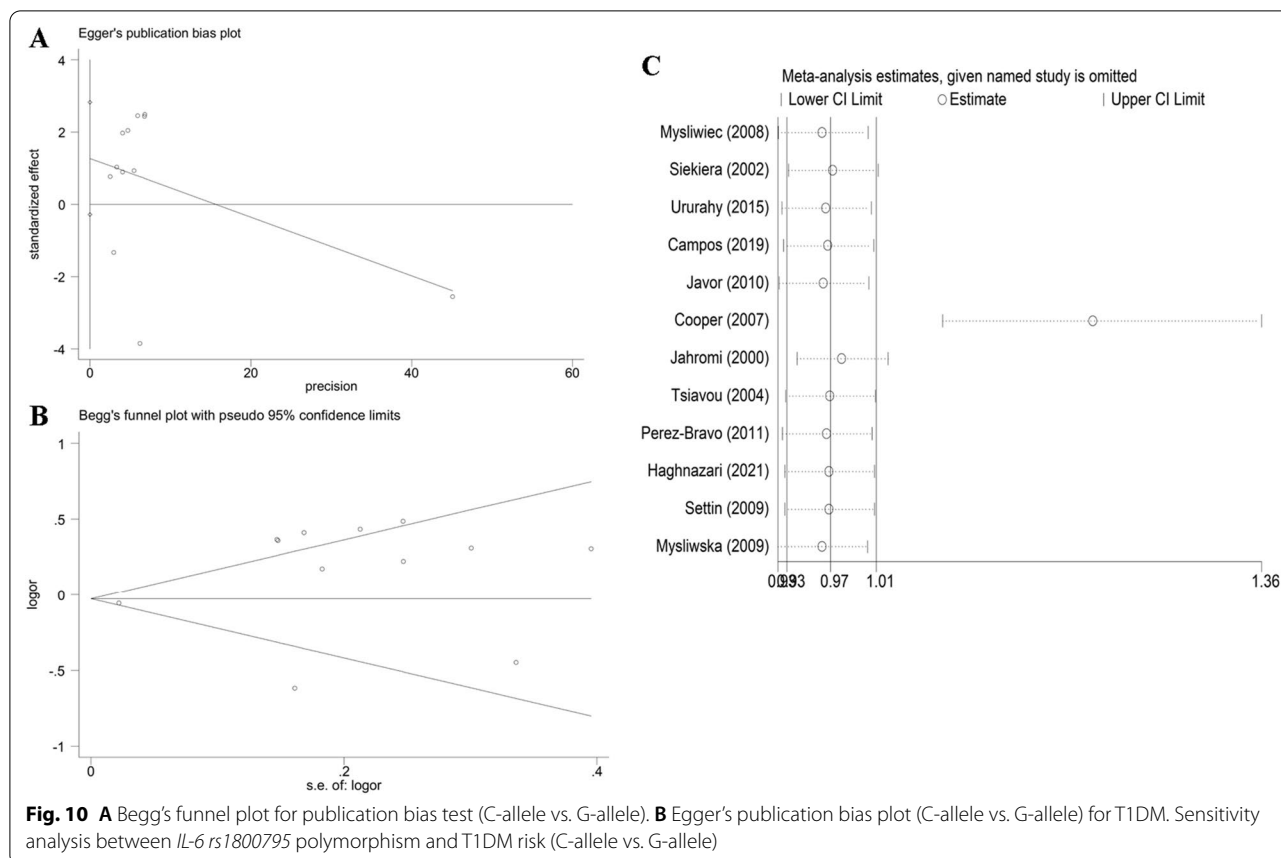 A
Egger's publication bias plot
4
2
0
-2
-4
standardized effect
0
20
40
60
precision
B
Begg's funnel plot with pseudo 95% confidence limits
1
.5
0
-.5
-1
logor
0
.2
.4
s.e. of: logor
C
Meta-analysis estimates, given named study is omitted
Lower CI Limit
Estimate
Upper CI Limit
Mysliwiec (2008)
Siekiera (2002)
Ururahy (2015)
Campos (2019)
Javor (2010)
Cooper (2007)
Jahromi (2000)
Tsiavou (2004)
Perez-Bravo (2011)
Haghnazari (2021)
Settin (2009)
Mysliwska (2009)
0.93
0.97
1.01
1.36
Fig. 10 A Begg's funnel plot for publication bias test (C-allele vs. G-allele). B Egger's publication bias plot (C-allele vs. G-allele) for T1DM. Sensitivity
analysis between IL-6 rs1800795 polymorphism and T1DM risk (C-allele vs. G-allele)